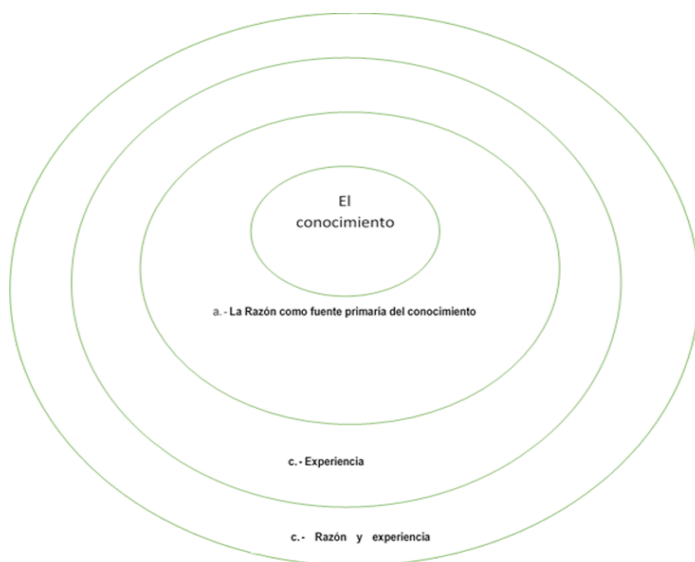 El
conocimiento
a.- La Razón como fuente primaria del conocimiento
c.- Experiencia
c.- Razón y experiencia